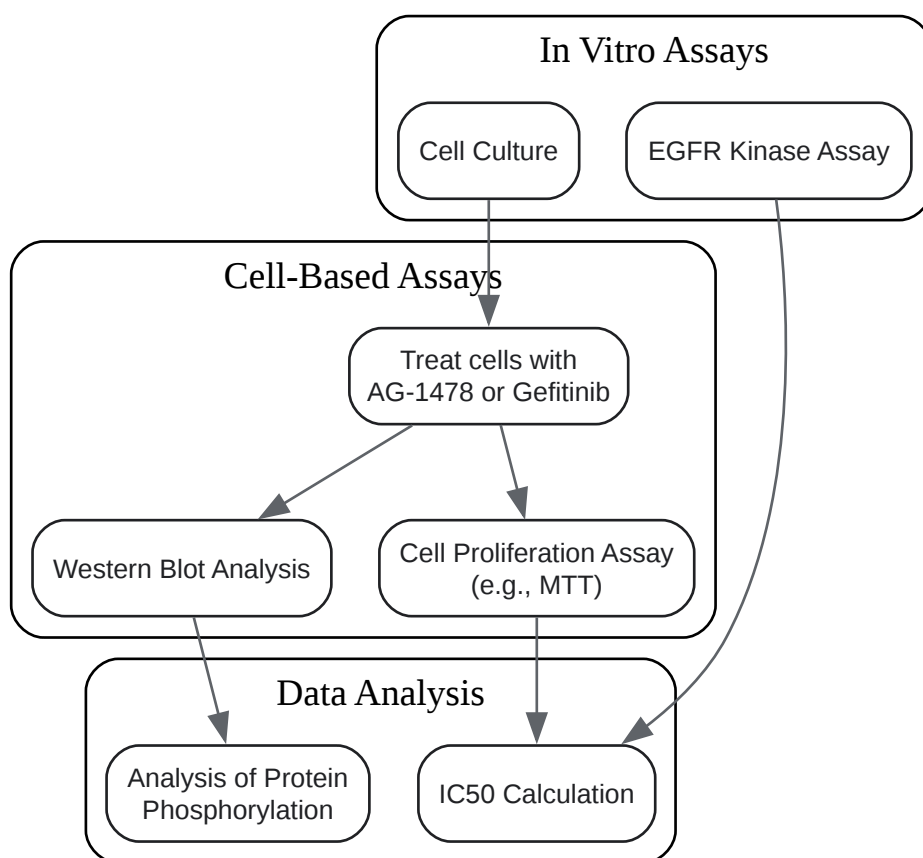 In Vitro Assays
Cell Culture
EGFR Kinase Assay
Cell-Based Assays
Treat cells with
AG-1478 or Gefitinib
Western Blot Analysis
Cell Proliferation Assay
(e.g., MTT)
Data Analysis
Analysis of Protein
Phosphorylation
IC50 Calculation